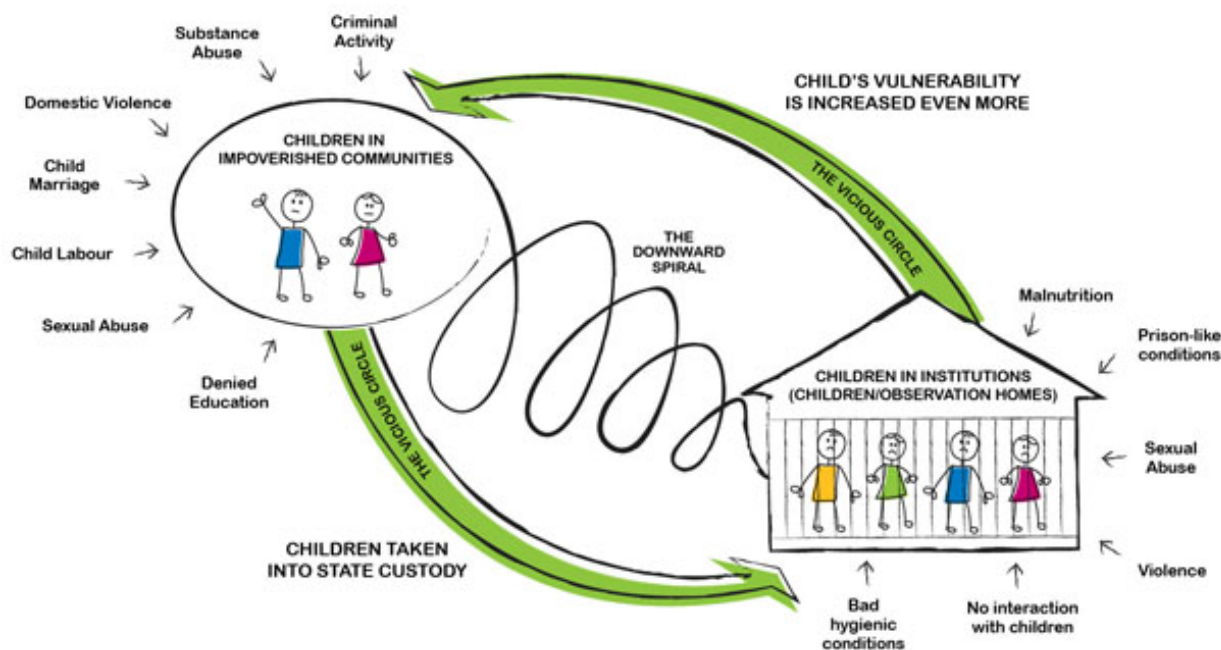 Substance
Abuse
Criminal
Activity
Domestic Violence
Child
Marriage
Child Labour
Sexual Abuse
Denied
Education
CHILDREN IN
IMPOVERISHED COMMUNITIES
CHILD'S VULNERABILITY
IS INCREASED EVEN MORE
THE VICIOUS CIRCLE
THE
DOWNWARD
SPIRAL
THE VICIOUS CIRCLE
CHILDREN TAKEN
INTO STATE CUSTODY
CHILDREN IN INSTITUTIONS
(CHILDREN/OBSERVATION HOMES)
Malnutrition
Prison-like
conditions
Sexual
Abuse
Violence
Bad
hygienic
conditions
No interaction
with children